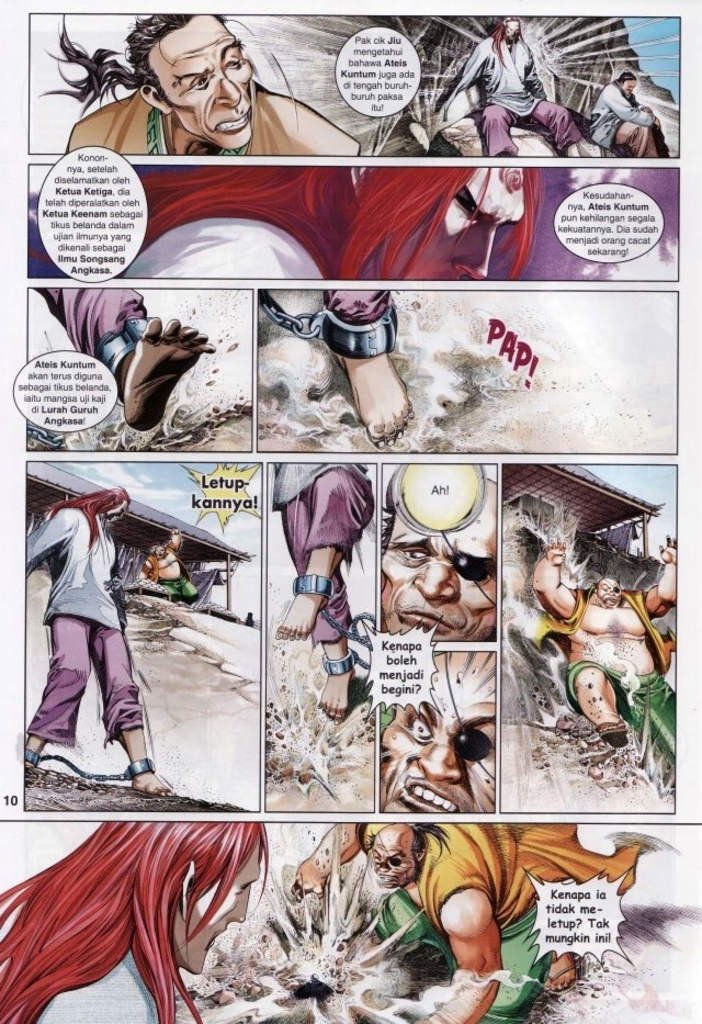 Pak cik Jiu
mengetahui
bahawa Ateis
Kuntum juga ada
di tengah buruh-
buruh paksa
itu!
Konon-
nya, setelah
diselamatkan oleh
Ketua Ketiga, dia
telah diperalatkan oleh
Ketua Keenam sebagai
tikus belanda dalam
ujian ilmunya yang
dikenali sebagai
Ilmu Songsang
Angkasa.
Kesudahan-
nya, Ateis Kuntum
pun kehilangan segala
kekuatannya. Dia sudah
menjadi orang cacat
sekarang!
Ateis Kuntum
akan terus diguna
sebagai tikus belanda,
iaitu mangsa uji kaji
di Lurah Guruh
Angkasa!
PAP!
Letup-
kannya!
Ah!
Kenapa
boleh
menjadi
begini?
10
Kenapa ia
tidak me-
letup? Tak
mungkin ini!